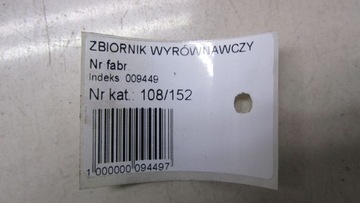 ZBIORNIK WYRÓWNAWCZY
Nr fabr
Indeks 009449
Nr kat.: 108/152
1 000000 094497